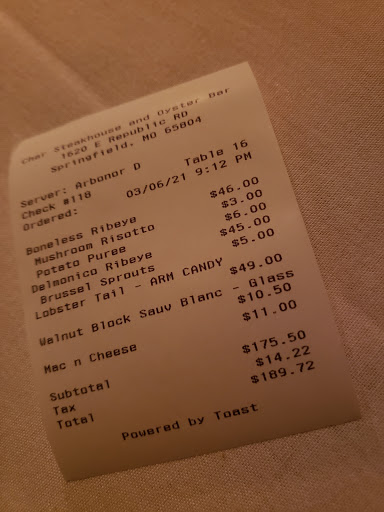 Char Steakhouse and Oyster Bar
1620 E Republic RD
Springfield, MO 65804
Server: Arbonor D
Check #118 Table 16
Ordered: 03/06/21 9:12 PM
Boneless Ribeye $46.00
Mushroom Risotto $3.00
Potato Puree $6.00
Delmonico Ribeye $45.00
Brussel Sprouts $5.00
Lobster Tail - ARM CANDY $49.00
Walnut Block Sauv Blanc - Glass
$10.50
Mac n Cheese $11.00
Subtotal $175.50
Tax $14.22
Total $189.72
Powered by Toast